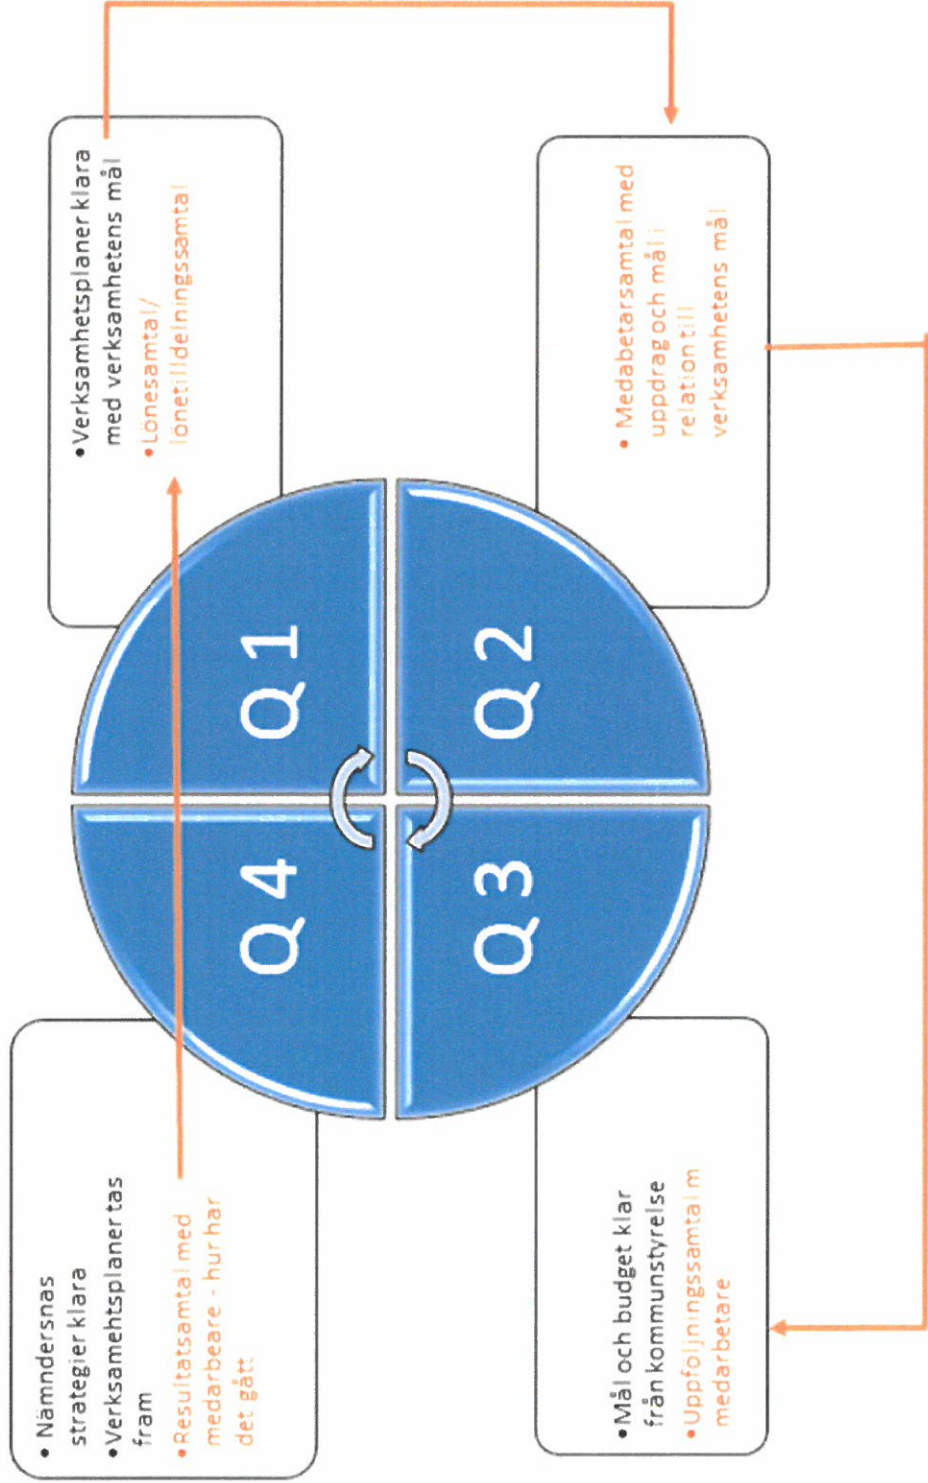 • Nämndersnas
strategier klara
• Verksamehtsplaner tas
fram
• Resultatsamtal med
medarbeare - hur har
det gått
• Verksamhetsplaner klara
med verksamhetens mål
• Lönesamtal/
lönetilldelningssamtal
Q4
Q1
Q3
Q2
• Mål och budget klar
från kommunstyrelse
• Uppföljningssamtal m
medarbetare
• Medabetarsamtal med
uppdrag och mål i
relation till
verksamhetens mål